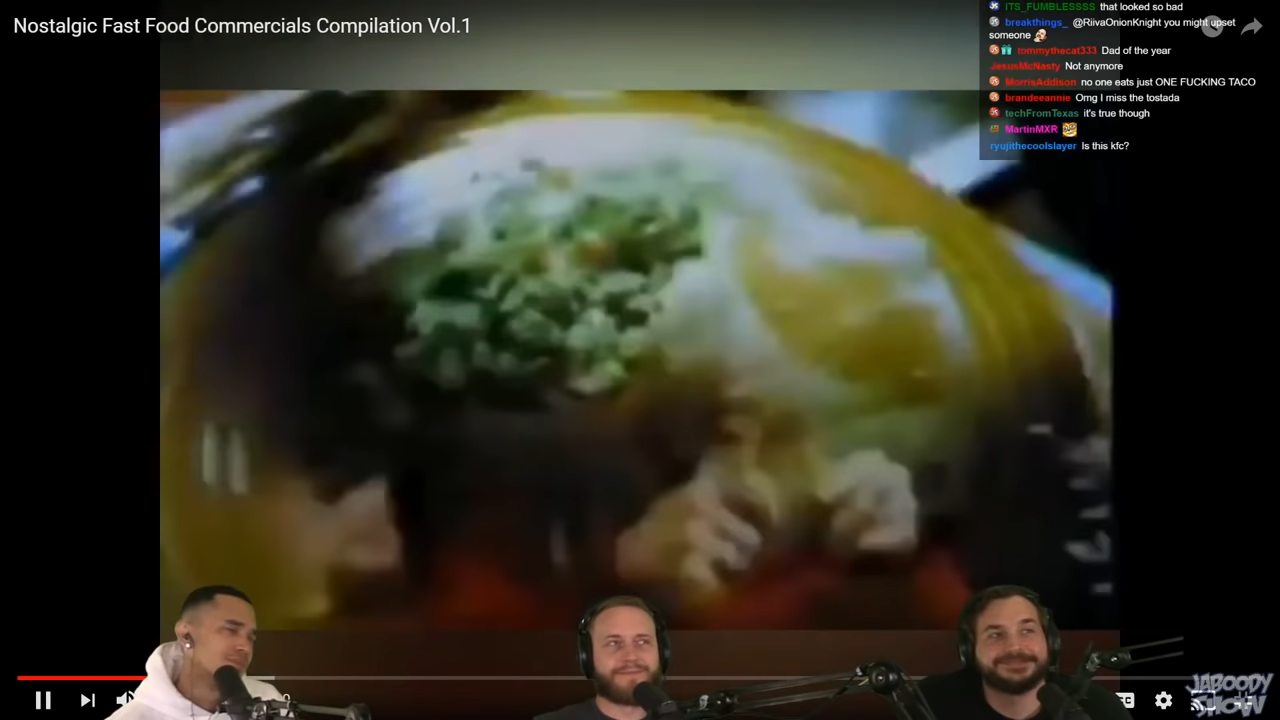 Nostalgic Fast Food Commercials Compilation Vol.1
ITS_FUMBLESSSS that looked so bad
breakthings_ @RiivaOnionKnight you might upset
someone
tommythecat333 Dad of the year
JesusMcNasty Not anymore
MorrisAddison no one eats just ONE FUCKING TACO
brandeeannie Omg I miss the tostada
techFromTexas it's true though
MartinMXR
ryujithecoolslayer Is this kfc?
JABOODY
SHOW